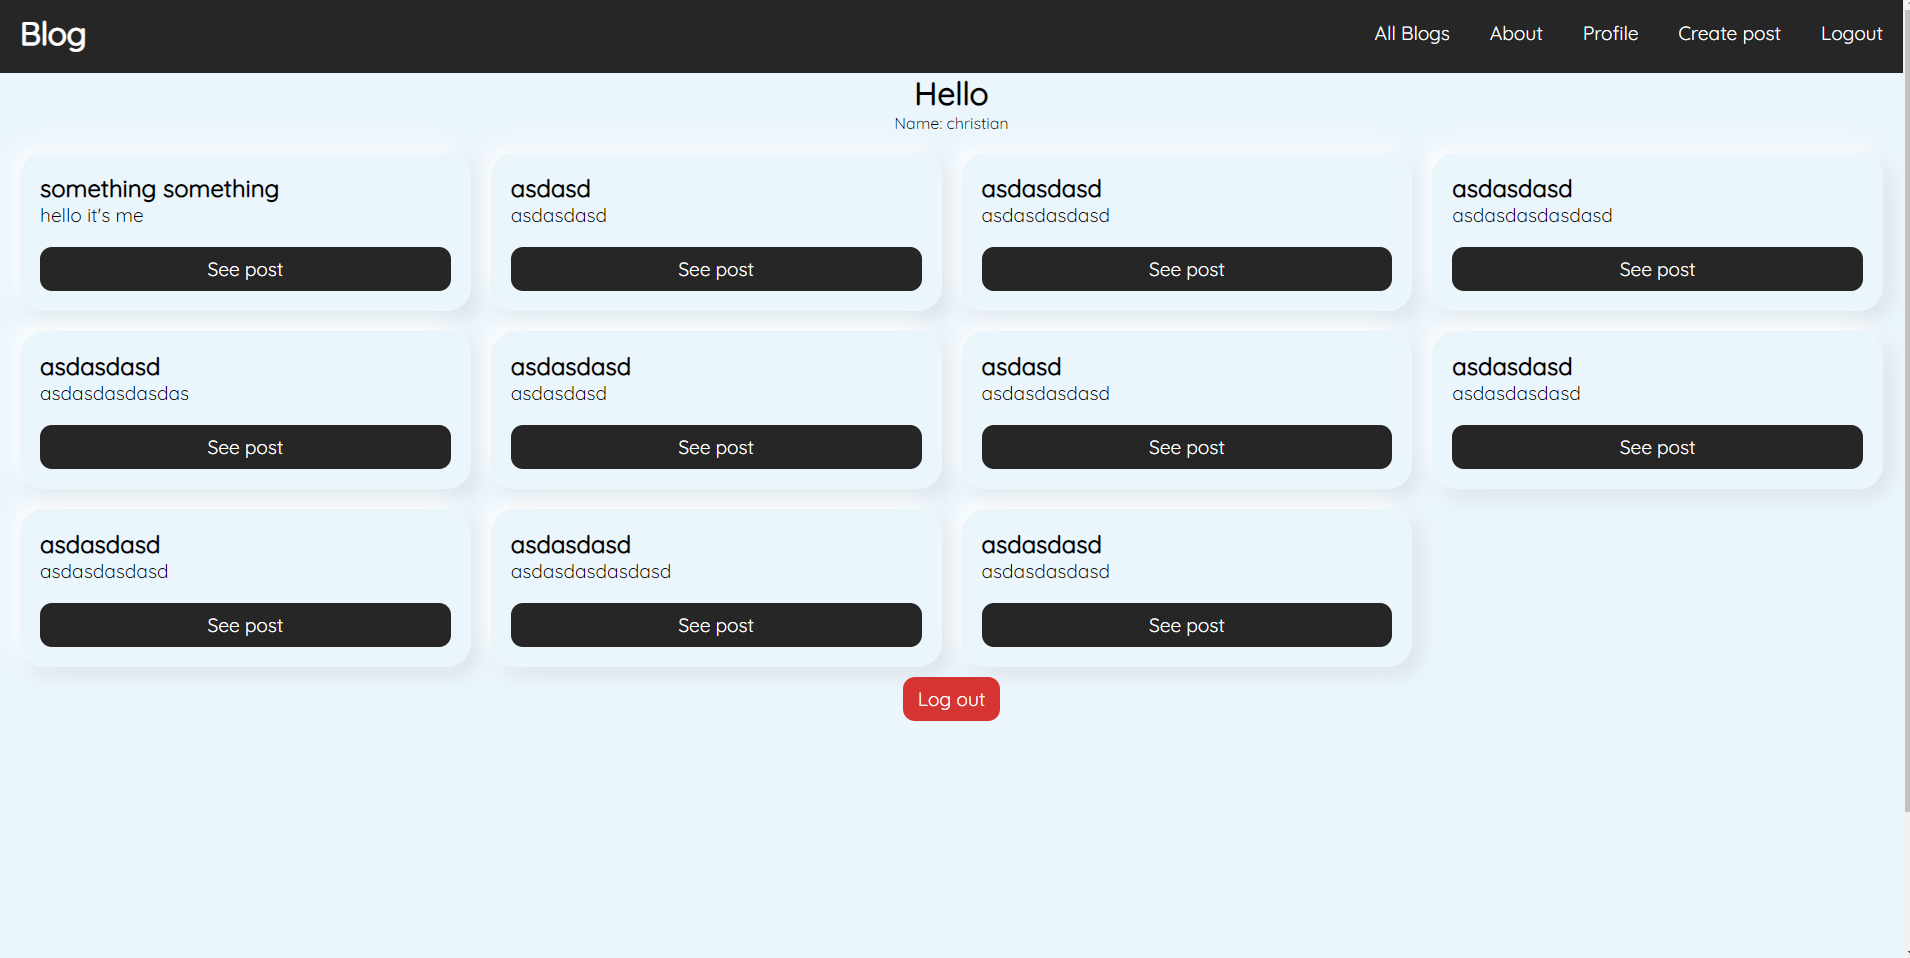 Blog
All Blogs About Profile Create post Logout
Hello
Name: christian
something something
hello it's me
See post
asdasd
asdasdasd
See post
asdasdasd
asdasdasdasd
See post
asdasdasd
asdasdasdasdasd
See post
asdasdasd
asdasdasdasdas
See post
asdasdasd
asdasdasd
See post
asdasd
asdasdasdasd
See post
asdasdasd
asdasdasdasd
See post
asdasdasd
asdasdasdasd
See post
asdasdasd
asdasdasdasdasd
See post
asdasdasd
asdasdasdasd
See post
Log out